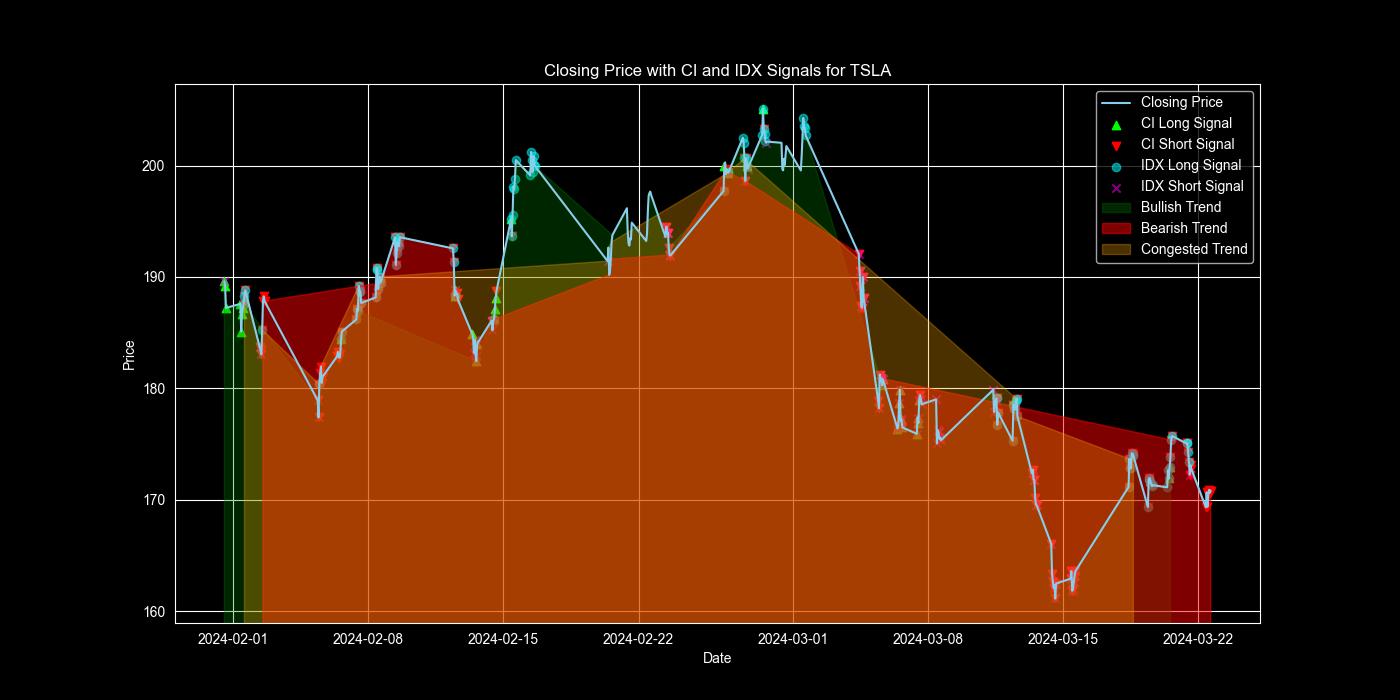 Closing Price with CI and IDX Signals for TSLA
Closing Price
CI Long Signal
CI Short Signal
IDX Long Signal
IDX Short Signal
Bullish Trend
Bearish Trend
Congested Trend
Price
200
190
180
170
160
2024-02-01 2024-02-08 2024-02-15 2024-02-22 2024-03-01 2024-03-08 2024-03-15 2024-03-22
Date